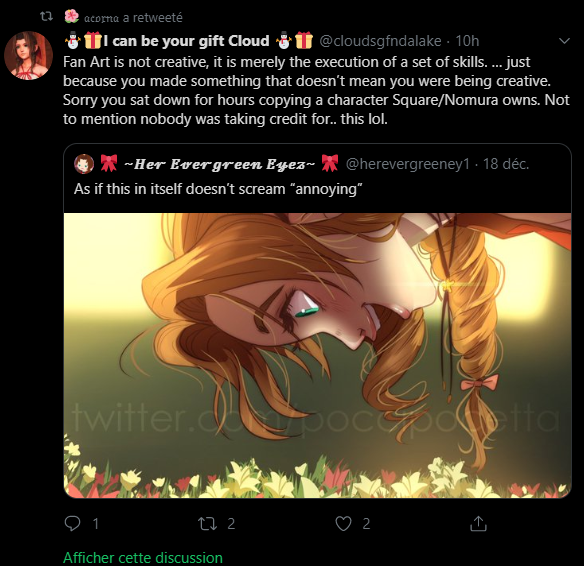 🌸 acorna a retweeté
⛄🎁I can be your gift Cloud ⛄🎁 @cloudsgfndalake · 10h
Fan Art is not creative, it is merely the execution of a set of skills. ... just
because you made something that doesn’t mean you were being creative.
Sorry you sat down for hours copying a character Square/Nomura owns. Not
to mention nobody was taking credit for.. this lol.
🎀 ~Her Evergreen Eyez~ 🎀 @herevergreeney1 · 18 déc.
As if this in itself doesn’t scream “annoying”
1 2 2
Afficher cette discussion